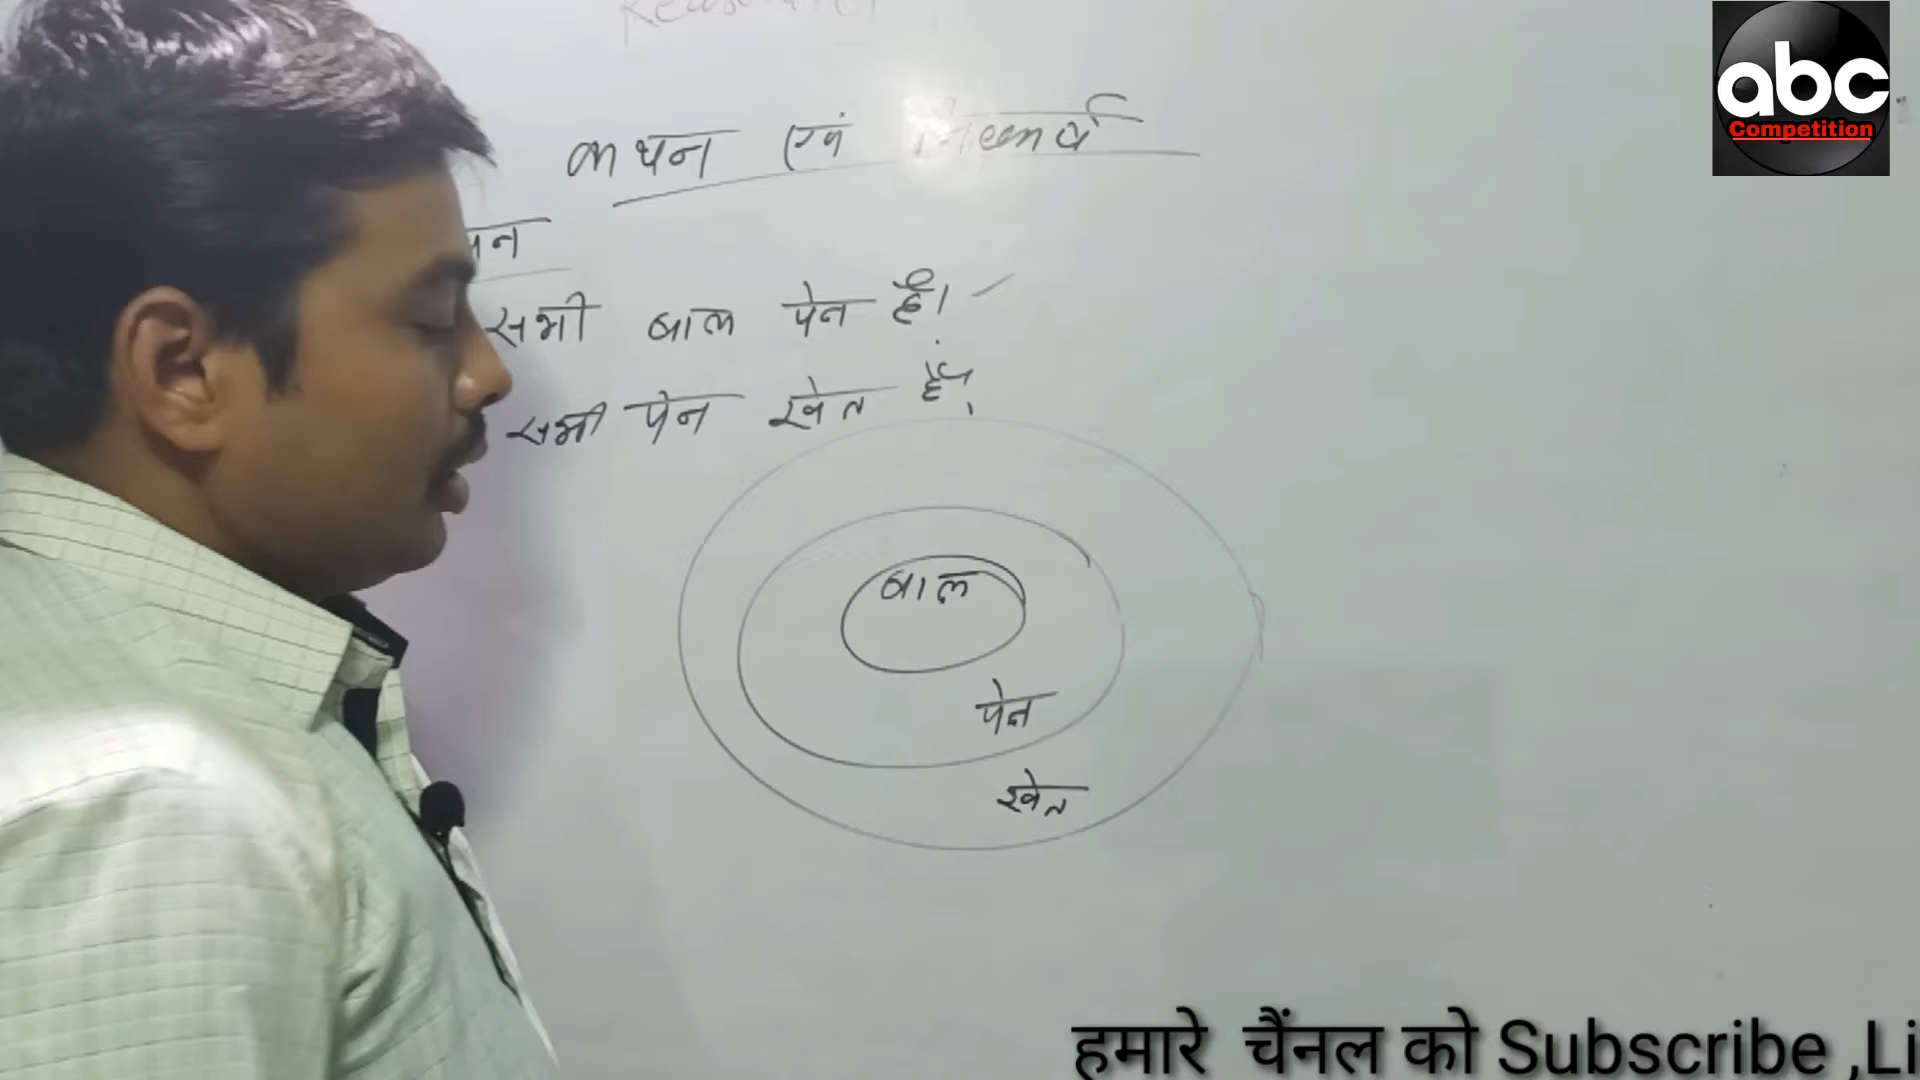 abc
Competition
कथन एवं निष्कर्ष
सभी बाल पेन है।
सभी पेन खेत हैं।
बाल
पेन
खेत
हमारे चैंनल को Subscribe ,Li